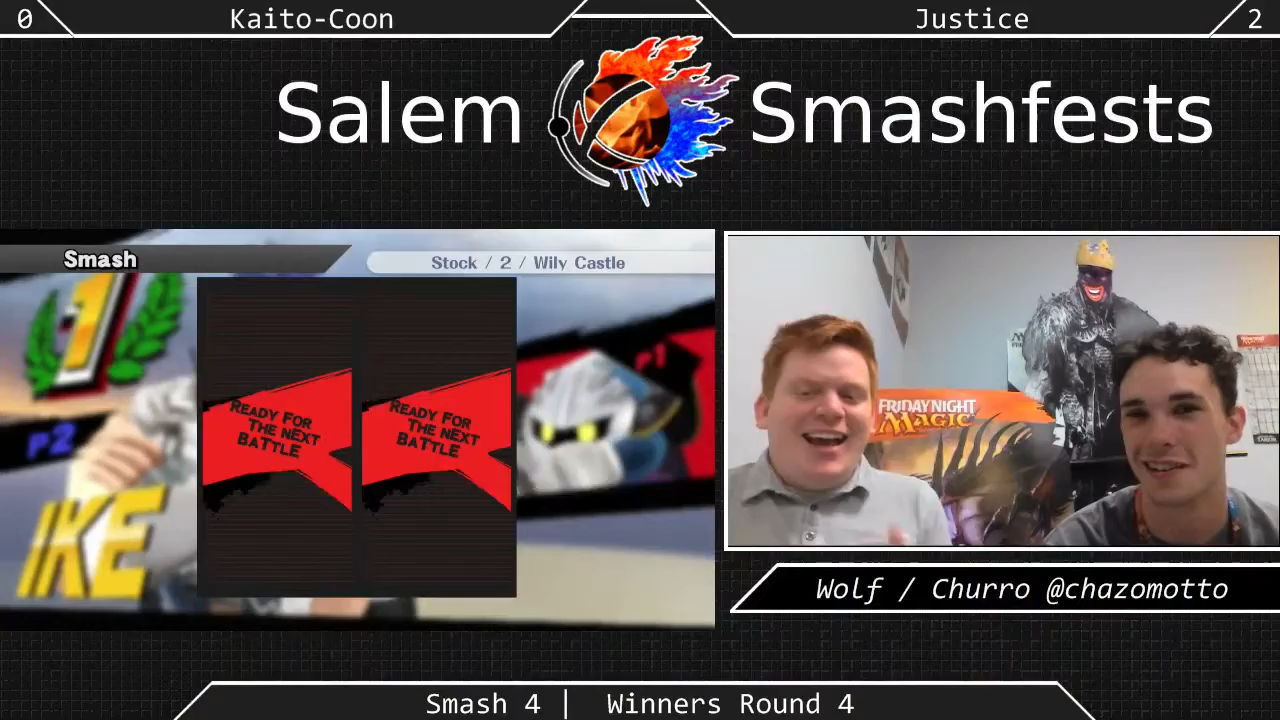 0 Kaito-Coon Justice 2
Salem Smashfests
Smash
Stock / 2 / Wily Castle
1
P2
IKE
READY FOR THE NEXT BATTLE
READY FOR THE NEXT BATTLE
P1
FRIDAY NIGHT
MAGIC
Wolf / Churro @chazomotto
Smash 4 | Winners Round 4